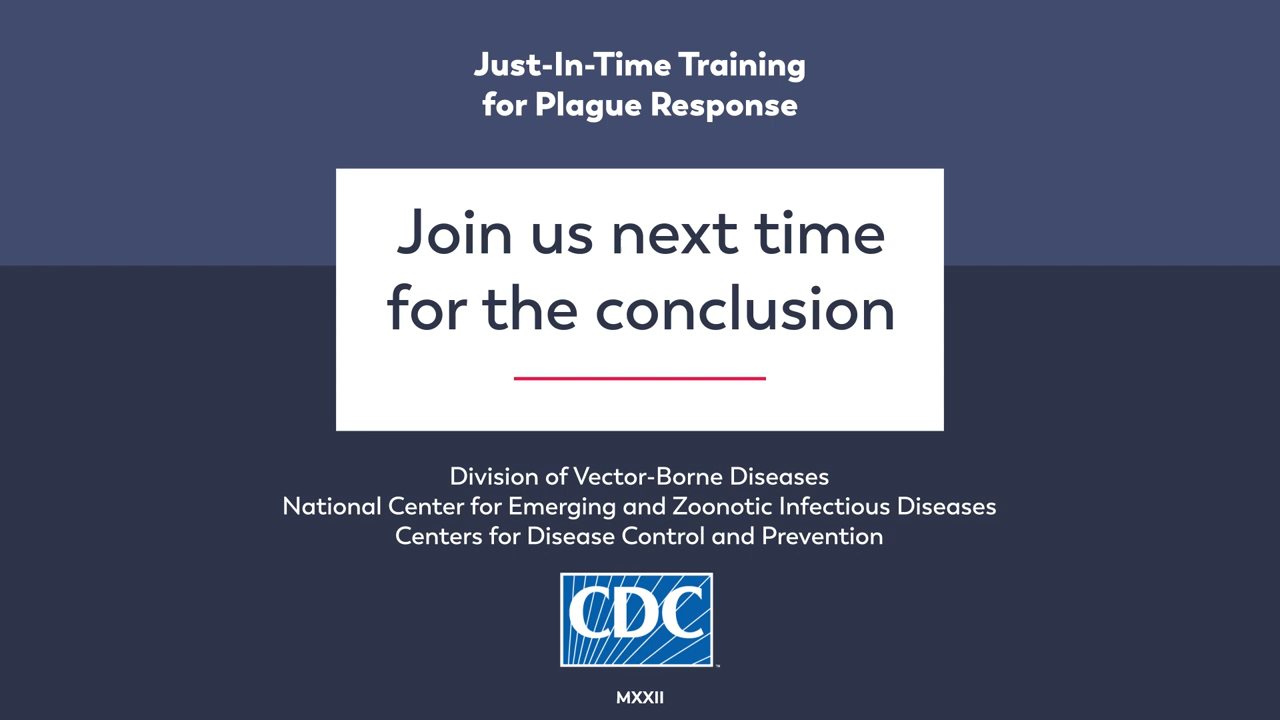 Just-In-Time Training
for Plague Response
Join us next time
for the conclusion
Division of Vector-Borne Diseases
National Center for Emerging and Zoonotic Infectious Diseases
Centers for Disease Control and Prevention
CDC
MXXII